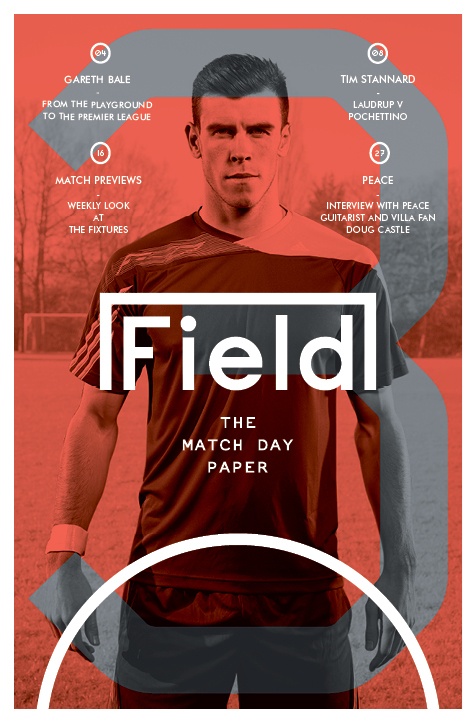 04
GARETH BALE
-
FROM THE PLAYGROUND
TO THE PREMIER LEAGUE
16
MATCH PREVIEWS
-
WEEKLY LOOK
AT
THE FIXTURES
08
TIM STANNARD
-
LAUDRUP V
POCHETTINO
27
PEACE
-
INTERVIEW WITH PEACE
GUITARIST AND VILLA FAN
DOUG CASTLE
Field
THE
MATCH DAY
PAPER
3